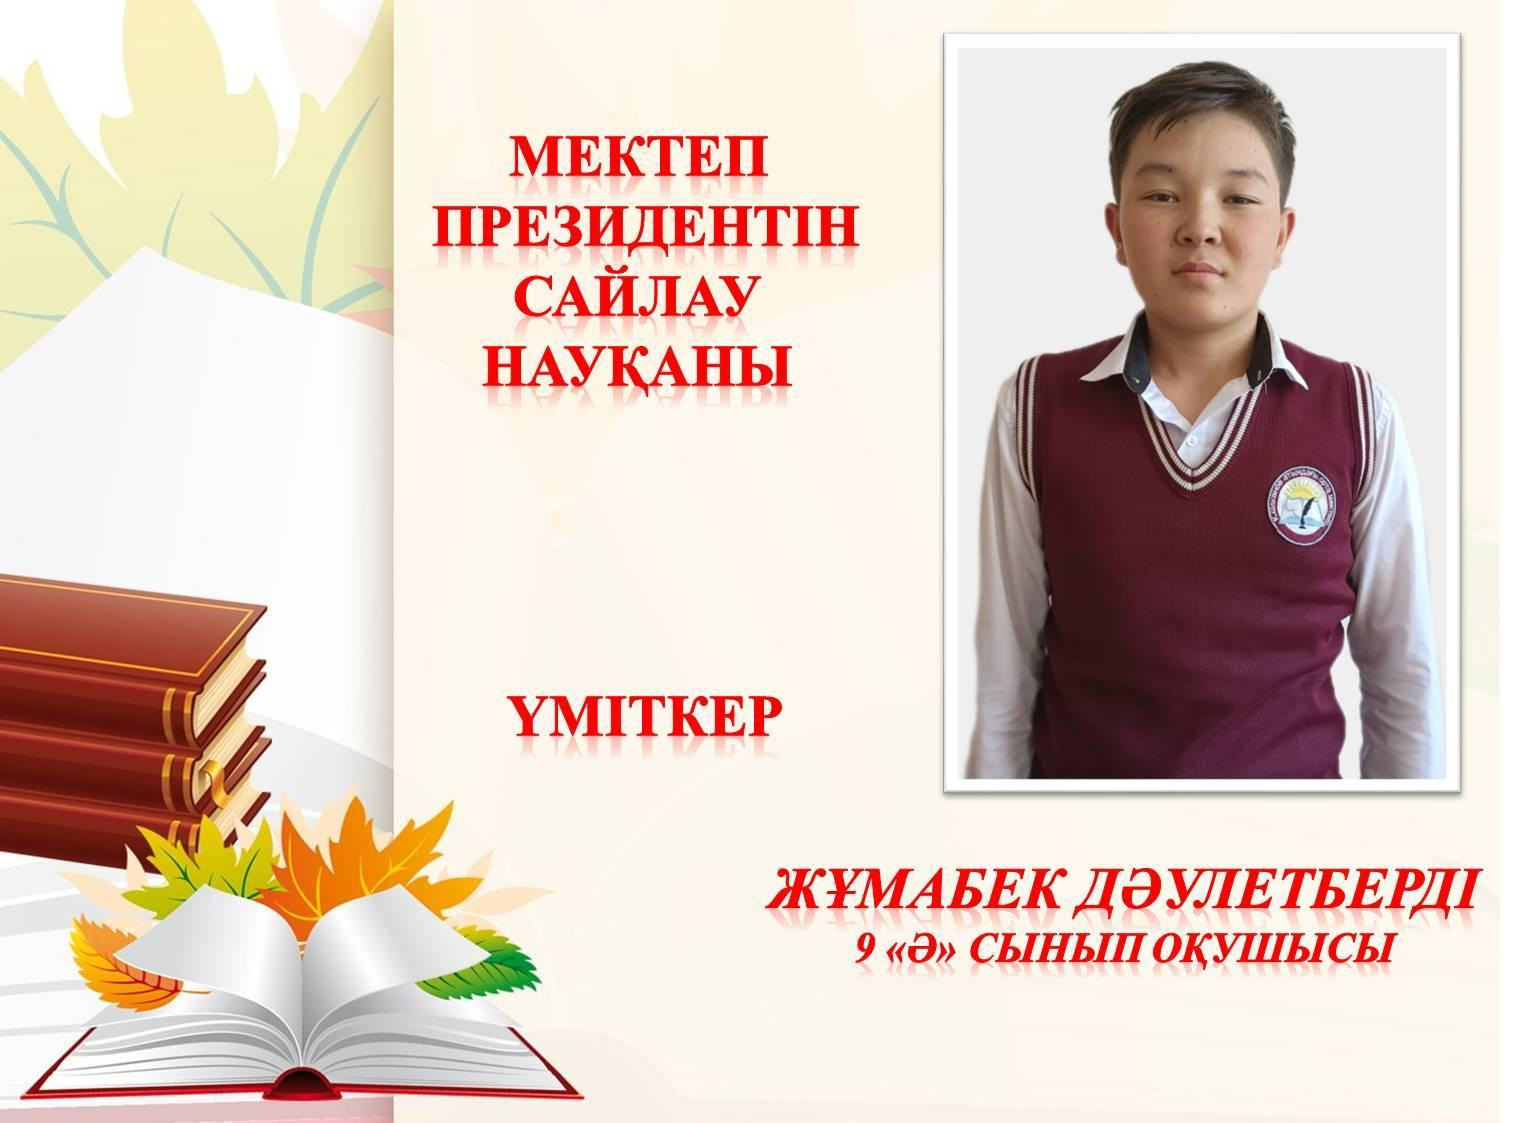 МЕКТЕП
ПРЕЗИДЕНТІН
САЙЛАУ
НАУҚАНЫ
ҮМІТКЕР
ЖҰМАБЕК ДӘУЛЕТБЕРДІ
9 «Ә» СЫНЫП ОҚУШЫСЫ